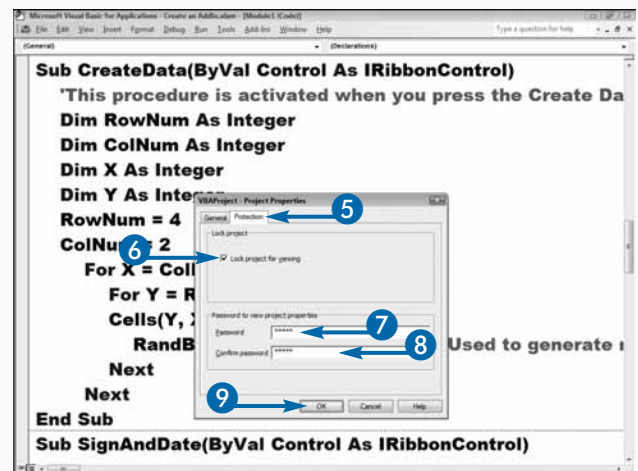 Microsoft Visual Basic for Applications - Create an AddIn.xlam - [Module1 (Code)]
File Edit View Insert Format Debug Run Tools Add-Ins Window Help Type a question for help
(General) (Declarations)
Sub CreateData(ByVal Control As IRibbonControl)
'This procedure is activated when you press the Create Da
Dim RowNum As Integer
Dim ColNum As Integer
Dim X As Integer
Dim Y As Inte
VBAProject - Project Properties
General Protection 5
RowNum = 4
Lock project
ColNu = 2
6 Lock project for viewing
For X = Coll
For Y = R
Cells(Y,
Password to view project properties
Password ***** 7
RandB Used to generate
Confirm password ***** 8
Next
Next
9 OK Cancel Help
End Sub
Sub SignAndDate(ByVal Control As IRibbonControl)